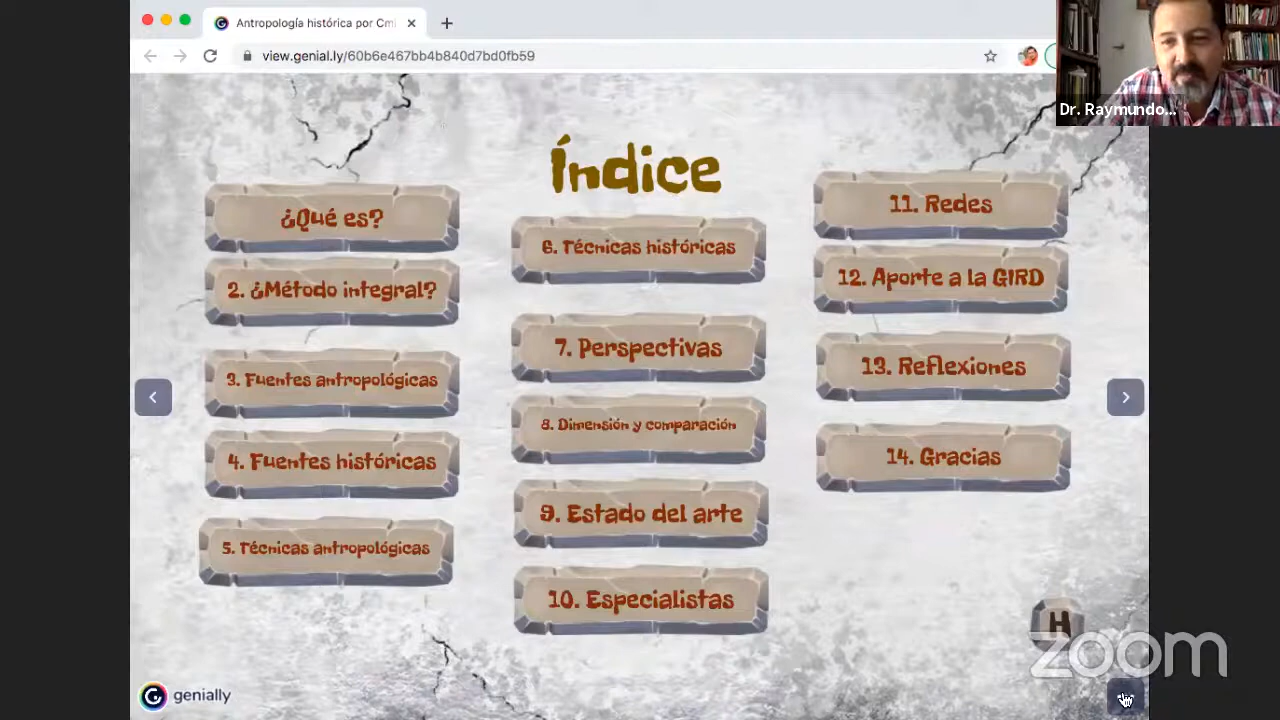 Antropología histórica por Cmi
view.genial.ly/60b6e467bb4b840d7bd0fb59
Dr. Raymundo...
Índice
¿Qué es?
2. ¿Método integral?
3. Fuentes antropológicas
4. Fuentes históricas
5. Técnicas antropológicas
6. Técnicas históricas
7. Perspectivas
8. Dimensión y comparación
9. Estado del arte
10. Especialistas
11. Redes
12. Aporte a la GIRD
13. Reflexiones
14. Gracias
H
zoom
genially